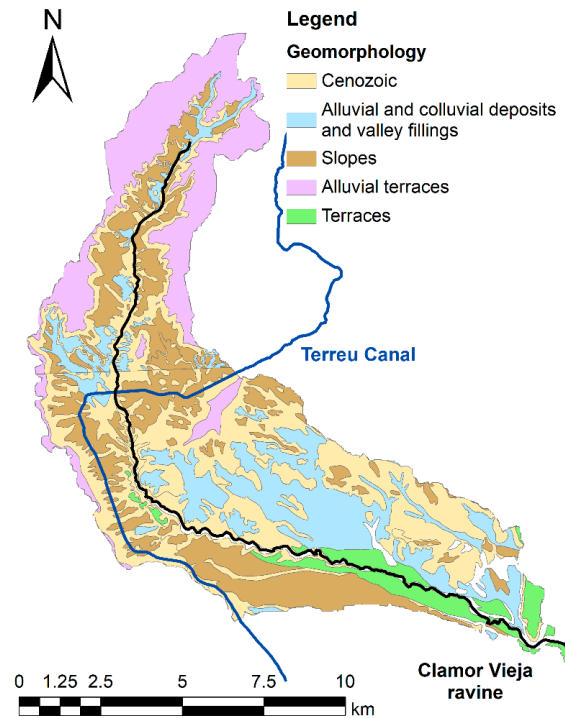 N
Legend
Geomorphology
Cenozoic
Alluvial and colluvial deposits
and valley fillings
Slopes
Alluvial terraces
Terraces
Terreu Canal
Clamor Vieja
ravine
0 1.25 2.5 5 7.5 10
km